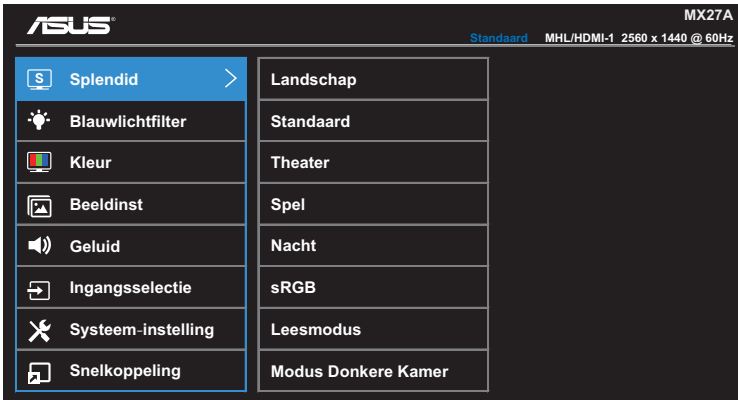 ASUS
MX27A
Standaard MHL/HDMI-1 2560 x 1440 @ 60Hz
S Splendid
Blauwlichtfilter
Kleur
Beeldinst
Geluid
Ingangsselectie
Systeem-instelling
Snelkoppeling
Landschap
Standaard
Theater
Spel
Nacht
sRGB
Leesmodus
Modus Donkere Kamer